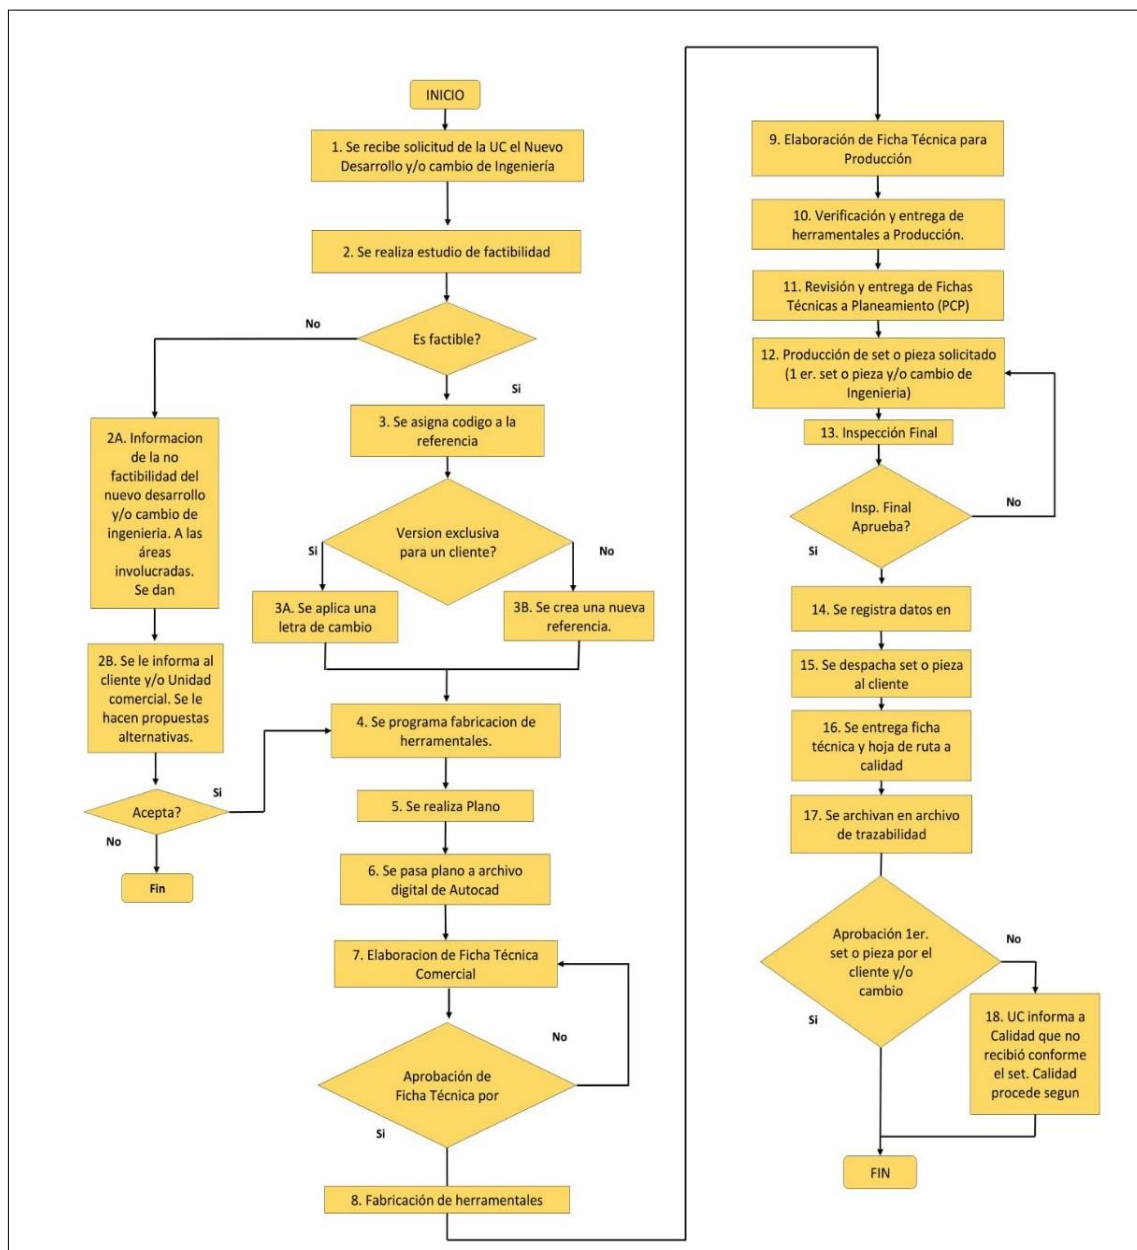 INICIO
1. Se recibe solicitud de la UC el Nuevo
Desarrollo y/o cambio de Ingeniería
2. Se realiza estudio de factibilidad
Es factible?
No
Si
2A. Informacion
de la no
factibilidad del
nuevo desarrollo
y/o cambio de
ingenieria. A las
áreas
involucradas.
Se dan
2B. Se le informa al
cliente y/o Unidad
comercial. Se le
hacen propuestas
alternativas.
Acepta?
Si
No
Fin
3. Se asigna codigo a la
referencia
Version exclusiva
para un cliente?
Si
No
3A. Se aplica una
letra de cambio
3B. Se crea una nueva
referencia.
4. Se programa fabricacion de
herramentales.
5. Se realiza Plano
6. Se pasa plano a archivo
digital de Autocad
7. Elaboracion de Ficha Técnica
Comercial
Aprobación de
Ficha Técnica por
No
Si
8. Fabricación de herramentales
9. Elaboración de Ficha Técnica para
Producción
10. Verificación y entrega de
herramentales a Producción.
11. Revisión y entrega de Fichas
Técnicas a Planeamiento (PCP)
12. Producción de set o pieza solicitado
(1 er. set o pieza y/o cambio de
Ingenieria)
13. Inspección Final
Insp. Final
Aprueba?
No
Si
14. Se registra datos en
15. Se despacha set o pieza
al cliente
16. Se entrega ficha
técnica y hoja de ruta a
calidad
17. Se archivan en archivo
de trazabilidad
Aprobación 1er.
set o pieza por el
cliente y/o
cambio
No
Si
18. UC informa a
Calidad que no
recibió conforme
el set. Calidad
procede segun
FIN